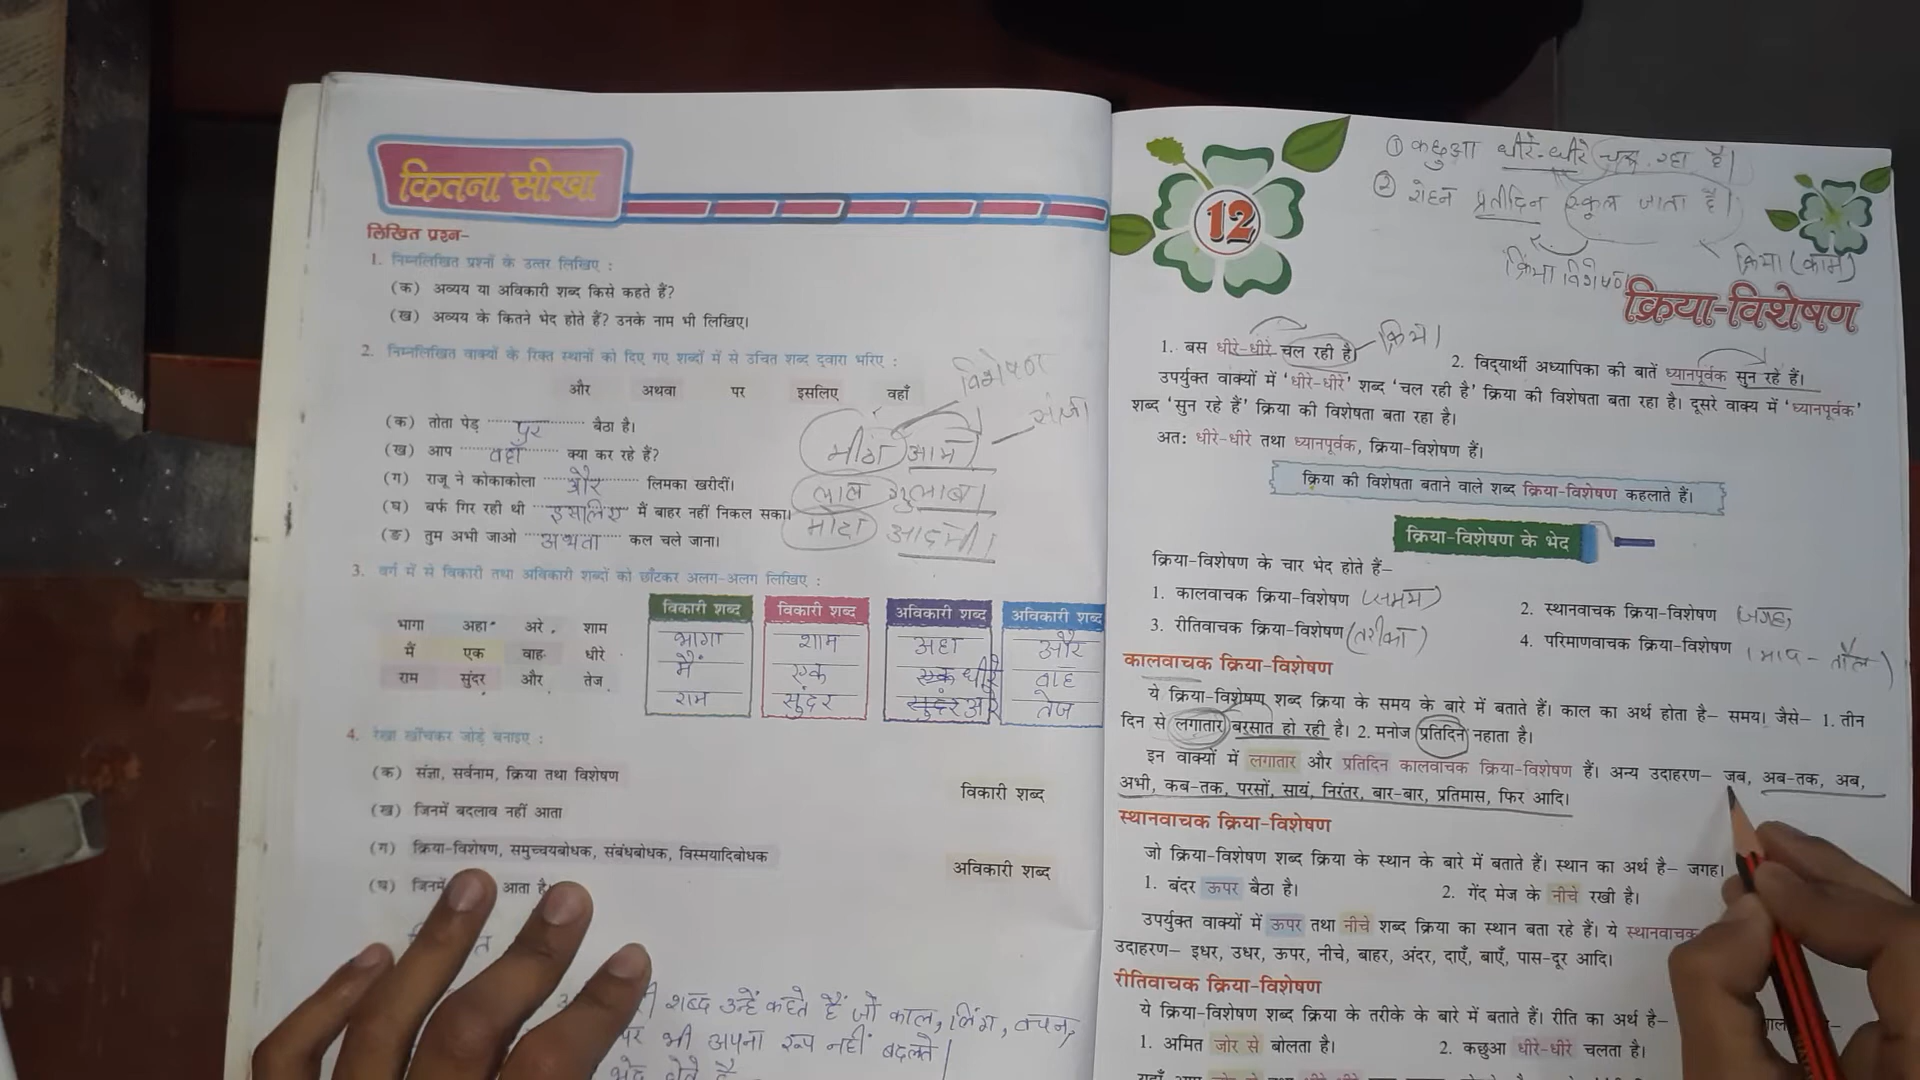 कितना सीखा
लिखित प्रश्न-
1. निम्नलिखित प्रश्नों के उत्तर लिखिए :
(क) अव्यय या अविकारी शब्द किसे कहते हैं?
(ख) अव्यय के कितने भेद होते हैं? उनके नाम भी लिखिए।
2. निम्नलिखित वाक्यों के रिक्त स्थानों को दिए गए शब्दों में से उचित शब्द द्वारा भरिए :
और अथवा पर इसलिए वहाँ
विशेषण
(क) तोता पेड़ पर बैठा है।
(ख) आप वहाँ क्या कर रहे हैं?
मीठा आम
(ग) राजू ने कोकाकोला और लिमका खरीदीं।
लाल गुलाब।
(घ) बर्फ गिर रही थी इसलिए मैं बाहर नहीं निकल सका।
मोटा आदमी।
(ङ) तुम अभी जाओ अथवा कल चले जाना।
3. वर्ग में से विकारी तथा अविकारी शब्दों को छाँटकर अलग-अलग लिखिए :
भागा अहा अरे शाम
मैं एक वाह धीरे
राम सुंदर और तेज
विकारी शब्द विकारी शब्द अविकारी शब्द अविकारी शब्द
भागा शाम अहा और
मैं एक एक धीरे वाह
राम सुंदर सुंदर अरे तेज
4. रेखा खींचकर जोड़े बनाइए :
(क) संज्ञा, सर्वनाम, क्रिया तथा विशेषण
विकारी शब्द
(ख) जिनमें बदलाव नहीं आता
(ग) क्रिया-विशेषण, समुच्चयबोधक, संबंधबोधक, विस्मयादिबोधक
अविकारी शब्द
(घ) जिनमें आता है
शब्द उन्हें कहते हैं जो काल, लिंग, वचन,
पर भी अपना रूप नहीं बदलते।
भेद होते हैं
① कछुआ धीरे-धीरे चल रहा है।
② रोहन प्रतीदिन स्कूल जाता है।
12
क्रिया (काम)
क्रिया विशेषण
क्रिया-विशेषण
1. बस धीरे-धीरे चल रही है।
2. विद्यार्थी अध्यापिका की बातें ध्यानपूर्वक सुन रहे हैं।
उपर्युक्त वाक्यों में 'धीरे-धीरे' शब्द 'चल रही है' क्रिया की विशेषता बता रहा है। दूसरे वाक्य में 'ध्यानपूर्वक'
शब्द 'सुन रहे हैं' क्रिया की विशेषता बता रहा है।
अतः धीरे-धीरे तथा ध्यानपूर्वक, क्रिया-विशेषण हैं।
क्रिया की विशेषता बताने वाले शब्द क्रिया-विशेषण कहलाते हैं।
क्रिया-विशेषण के भेद
क्रिया-विशेषण के चार भेद होते हैं-
1. कालवाचक क्रिया-विशेषण (समय)
2. स्थानवाचक क्रिया-विशेषण (जगह)
3. रीतिवाचक क्रिया-विशेषण (तरीका)
4. परिमाणवाचक क्रिया-विशेषण (माप - तौल)
कालवाचक क्रिया-विशेषण
ये क्रिया-विशेषण शब्द क्रिया के समय के बारे में बताते हैं। काल का अर्थ होता है- समय। जैसे- 1. तीन
दिन से लगातार बरसात हो रही है। 2. मनोज प्रतिदिन नहाता है।
इन वाक्यों में लगातार और प्रतिदिन कालवाचक क्रिया-विशेषण हैं। अन्य उदाहरण- जब, अब-तक, अब,
अभी, कब-तक, परसों, सायं, निरंतर, बार-बार, प्रतिमास, फिर आदि।
स्थानवाचक क्रिया-विशेषण
जो क्रिया-विशेषण शब्द क्रिया के स्थान के बारे में बताते हैं। स्थान का अर्थ है- जगह।
1. बंदर ऊपर बैठा है।
2. गेंद मेज के नीचे रखी है।
उपर्युक्त वाक्यों में ऊपर तथा नीचे शब्द क्रिया का स्थान बता रहे हैं। ये स्थानवाचक
उदाहरण- इधर, उधर, ऊपर, नीचे, बाहर, अंदर, दाएँ, बाएँ, पास-दूर आदि।
रीतिवाचक क्रिया-विशेषण
ये क्रिया-विशेषण शब्द क्रिया के तरीके के बारे में बताते हैं। रीति का अर्थ है-
1. अमित जोर से बोलता है।
2. कछुआ धीरे-धीरे चलता है।